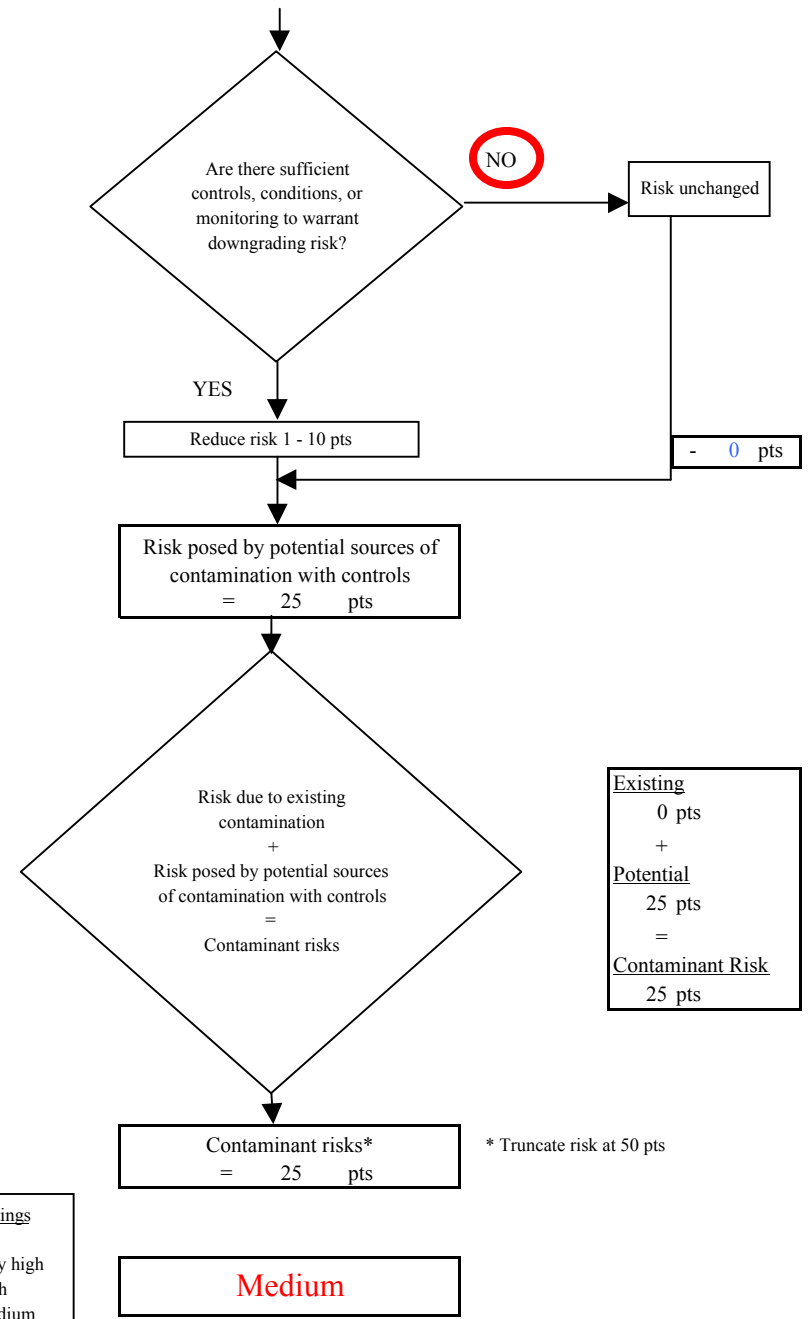 Are there sufficient
controls, conditions, or
monitoring to warrant
downgrading risk?
NO
Risk unchanged
YES
Reduce risk 1 - 10 pts
- 0 pts
Risk posed by potential sources of
contamination with controls
= 25 pts
Risk due to existing
contamination
+
Risk posed by potential sources
of contamination with controls
=
Contaminant risks
Existing
0 pts
+
Potential
25 pts
=
Contaminant Risk
25 pts
Contaminant risks*
= 25 pts
* Truncate risk at 50 pts
high
Medium